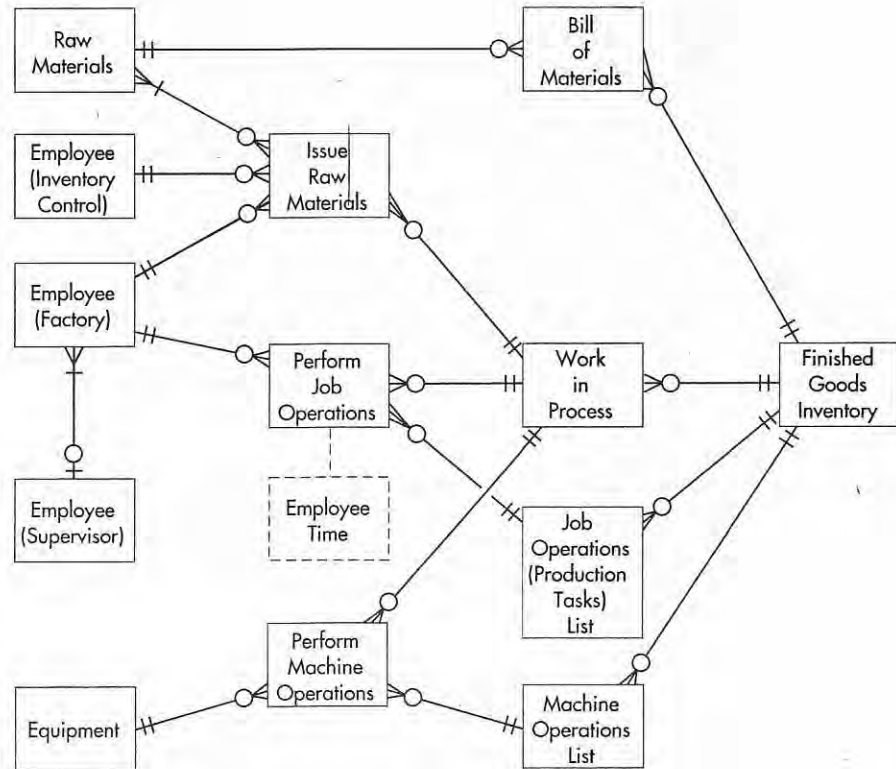 Raw
Materials
Bill
of
Materials
Employee
(Inventory
Control)
Issue
Raw
Materials
Employee
(Factory)
Perform
Job
Operations
Work
in
Process
Finished
Goods
Inventory
Employee
(Supervisor)
Employee
Time
Job
Operations
(Production
Tasks)
List
Perform
Machine
Operations
Equipment
Machine
Operations
List